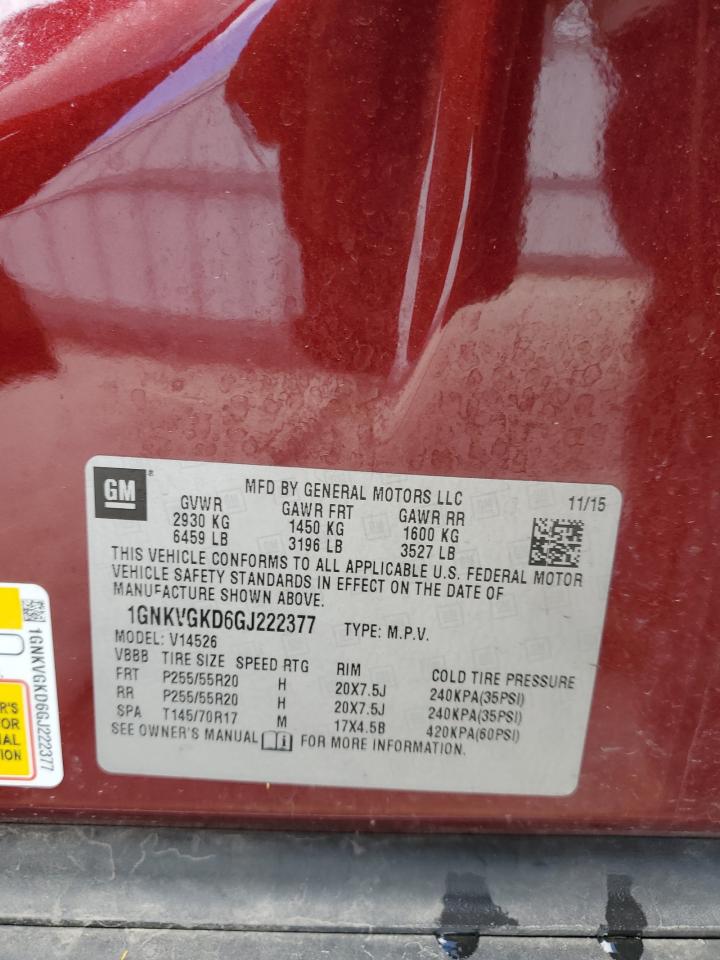 GM
MFD BY GENERAL MOTORS LLC
11/15
GVWR GAWR FRT GAWR RR
2930 KG 1450 KG 1600 KG
6459 LB 3196 LB 3527 LB
THIS VEHICLE CONFORMS TO ALL APPLICABLE U.S. FEDERAL MOTOR
VEHICLE SAFETY STANDARDS IN EFFECT ON THE DATE OF
MANUFACTURE SHOWN ABOVE.
1GNKVGKD6GJ222377 TYPE: M.P.V.
MODEL: V14526
VBBB TIRE SIZE SPEED RTG RIM COLD TIRE PRESSURE
FRT P255/55R20 H 20X7.5J 240KPA(35PSI)
RR P255/55R20 H 20X7.5J 240KPA(35PSI)
SPA T145/70R17 M 17X4.5B 420KPA(60PSI)
SEE OWNER'S MANUAL FOR MORE INFORMATION.
1GNKVGKD6GJ222377